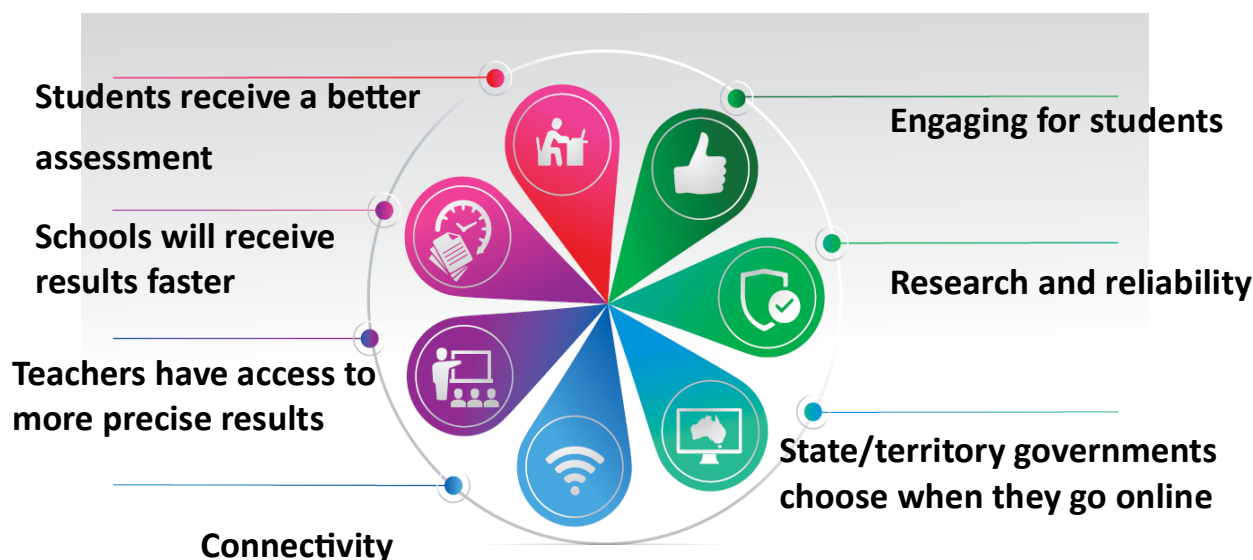 Students receive a better
assessment
Schools will receive
results faster
Teachers have access to
more precise results
Connectivity
Engaging for students
Research and reliability
State/territory governments
choose when they go online